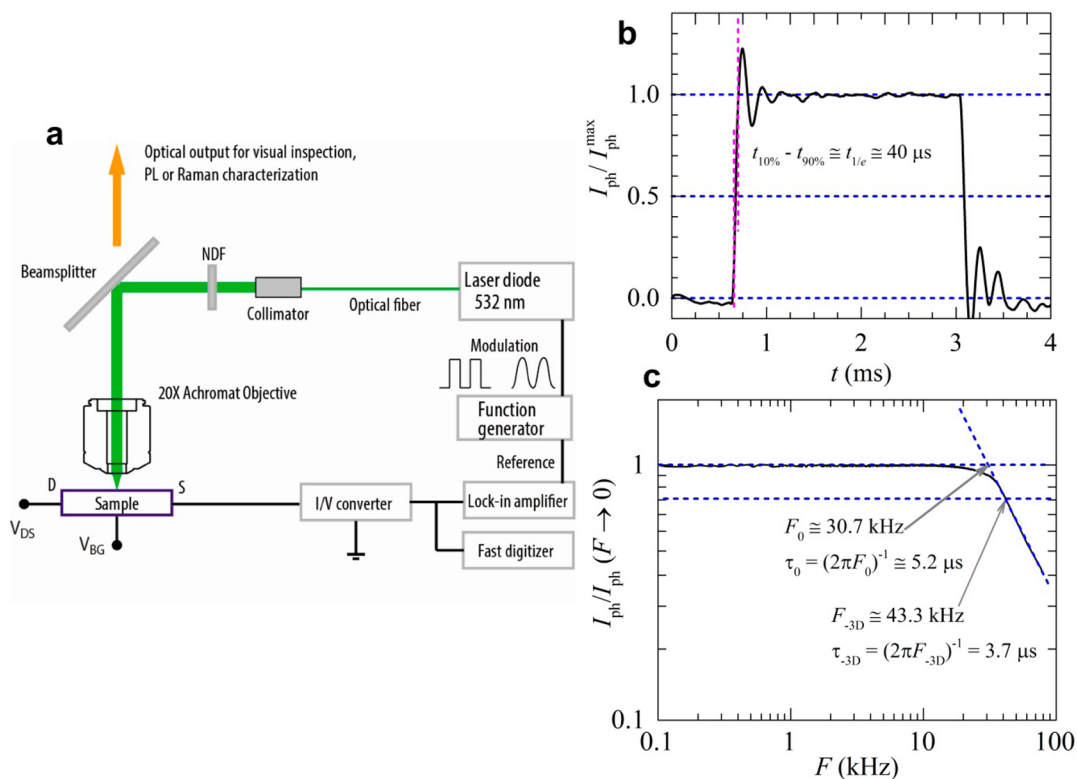 a
Optical output for visual inspection,
PL or Raman characterization
Beamsplitter
NDF
Collimator
Optical fiber
Laser diode
532 nm
Modulation
20X Achromat Objective
Function
generator
Reference
D
S
Sample
I/V converter
Lock-in amplifier
Fast digitizer
V_DS
V_BG
b
I_ph / I_ph^max
1.0
0.5
0.0
t_10% - t_90% ≅ t_1/e ≅ 40 μs
0 1 2 3 4
t (ms)
c
I_ph/I_ph (F → 0)
1
0.1
F_0 ≅ 30.7 kHz
τ_0 = (2πF_0)^-1 ≅ 5.2 μs
F_-3D ≅ 43.3 kHz
τ_-3D = (2πF_-3D)^-1 = 3.7 μs
0.1 1 10 100
F (kHz)